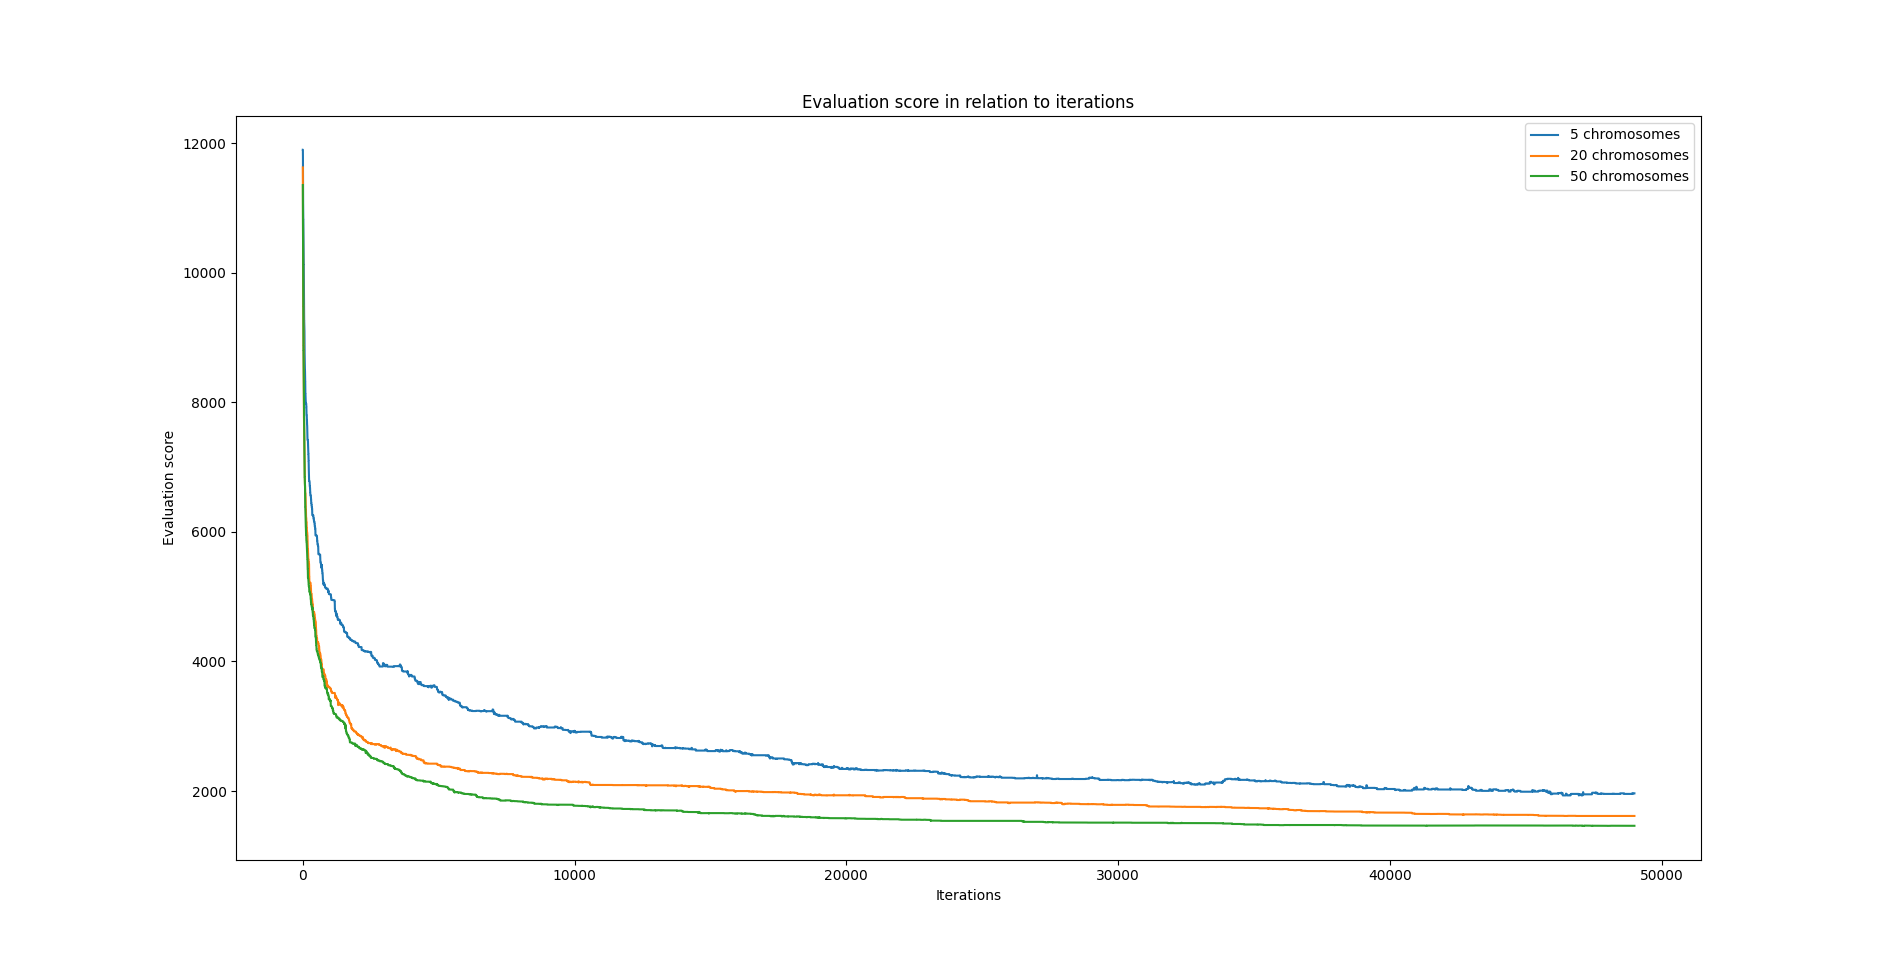 Evaluation score in relation to iterations
12000
10000
8000
6000
4000
2000
Evaluation score
5 chromosomes
20 chromosomes
50 chromosomes
0
10000
20000
30000
40000
50000
Iterations